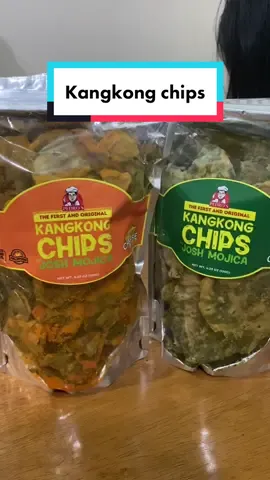 Kangkong chips
THE FIRST AND ORIGINAL
KANGKONG
CHIPS
JOSH MOJICA
THE FIRST AND ORIGINAL
KANGKONG
CHIPS
JOSH MOJICA